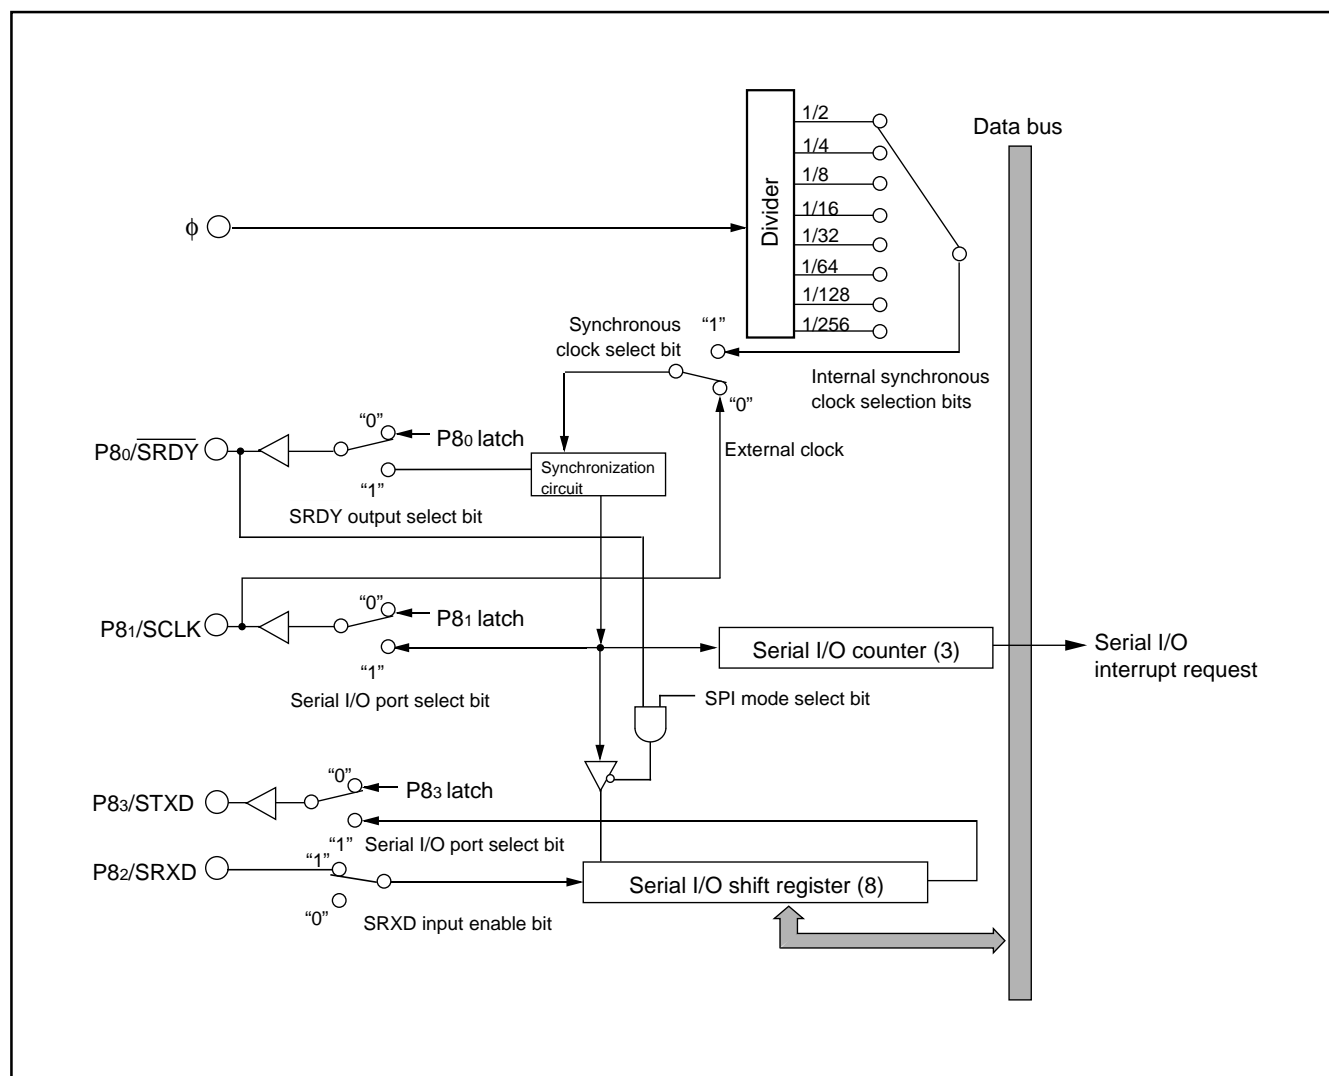 1/2
Data bus
1/4
1/8
Divider
1/16
ϕ
1/32
1/64
1/128
1/256
Synchronous
clock select bit
“1”
Internal synchronous
clock selection bits
“0”
“0”
P80 latch
P80/SRDY
External clock
Synchronization
circuit
“1”
SRDY output select bit
“0”
P81 latch
P81/SCLK
Serial I/O counter (3)
Serial I/O
interrupt request
“1”
Serial I/O port select bit
SPI mode select bit
“0”
P83 latch
P83/STXD
“1”
Serial I/O port select bit
“1”
P82/SRXD
Serial I/O shift register (8)
“0”
SRXD input enable bit